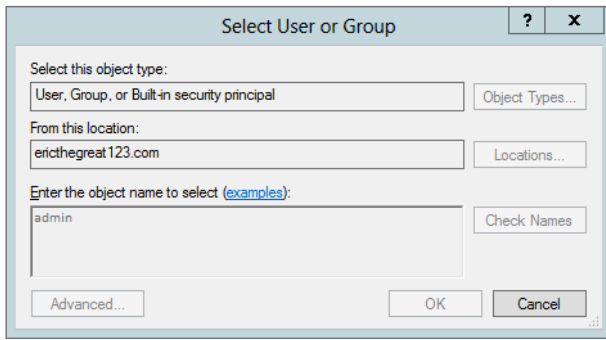 Select User or Group
? x
Select this object type:
User, Group, or Built-in security principal
Object Types...
From this location:
ericthegreat123.com
Locations...
Enter the object name to select (examples):
admin
Check Names
Advanced...
OK
Cancel